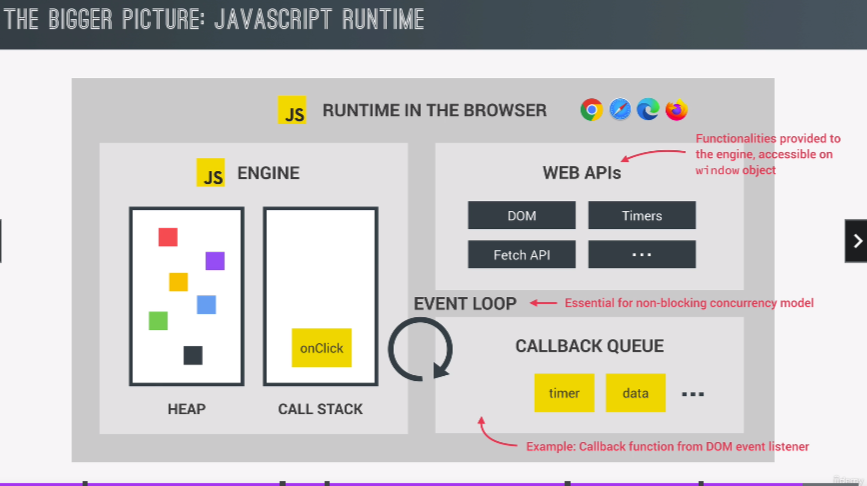 THE BIGGER PICTURE: JAVASCRIPT RUNTIME
JS RUNTIME IN THE BROWSER
Functionalities provided to
the engine, accessible on
window object
JS ENGINE
WEB APIs
DOM
Timers
Fetch API
...
EVENT LOOP
Essential for non-blocking concurrency model
onClick
CALLBACK QUEUE
timer
data
...
HEAP
CALL STACK
Example: Callback function from DOM event listener